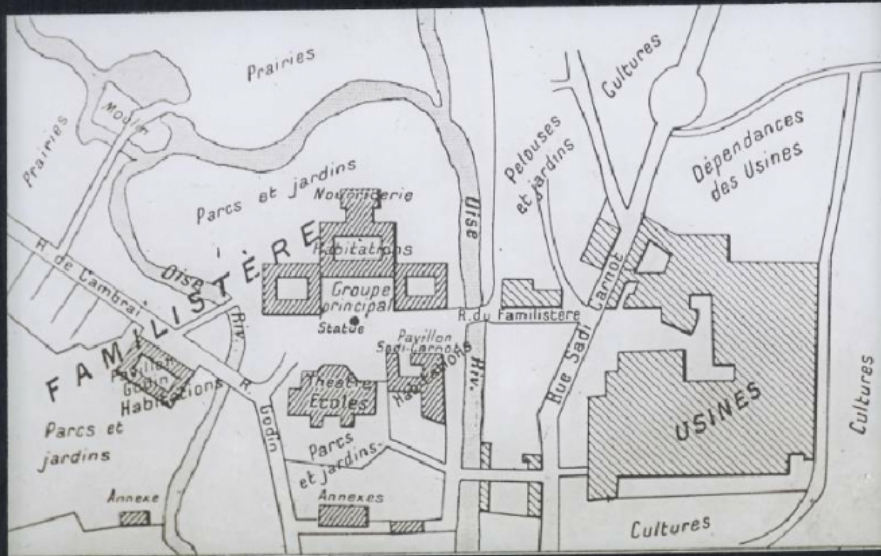 Prairies
Cultures
Moulin
Prairies
Pelouses
et jardins
Dépendances
des Usines
Parcs et jardins
Nourricerie
Oise
FAMILISTÈRE
Habitations
R. de Cambrai
Oise
Riv.
Groupe
principal
Statue
R. du Familistère
Rue Sadi Carnot
Pavillon
Sadi-Carnot
Habitations
Riv.
Pavillon
Godin
Habitations
Théâtre
Écoles
R.
Godin
USINES
Cultures
Parcs et
jardins
Parcs
et jardins
Annexe
Annexes
Cultures